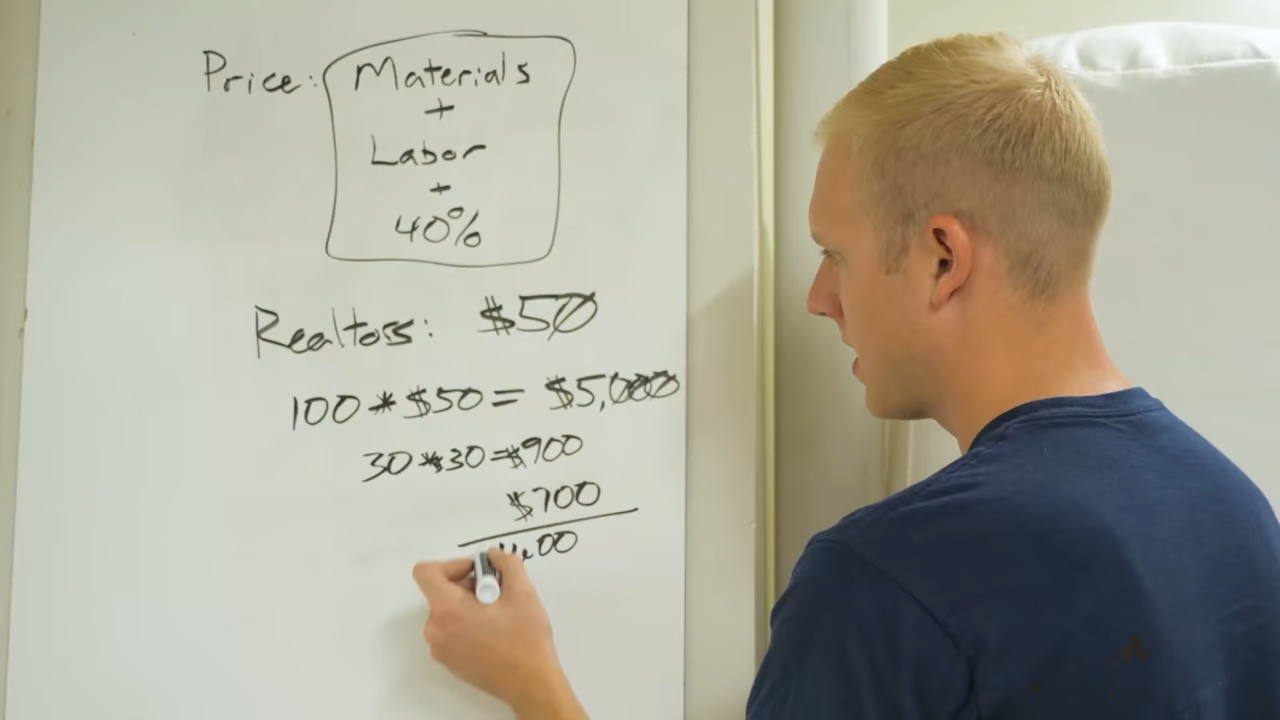 Price: Materials
+
Labor
+
40%
Realtors: $50
100 * $50 = $5,000
30 * $30 = $900
$700